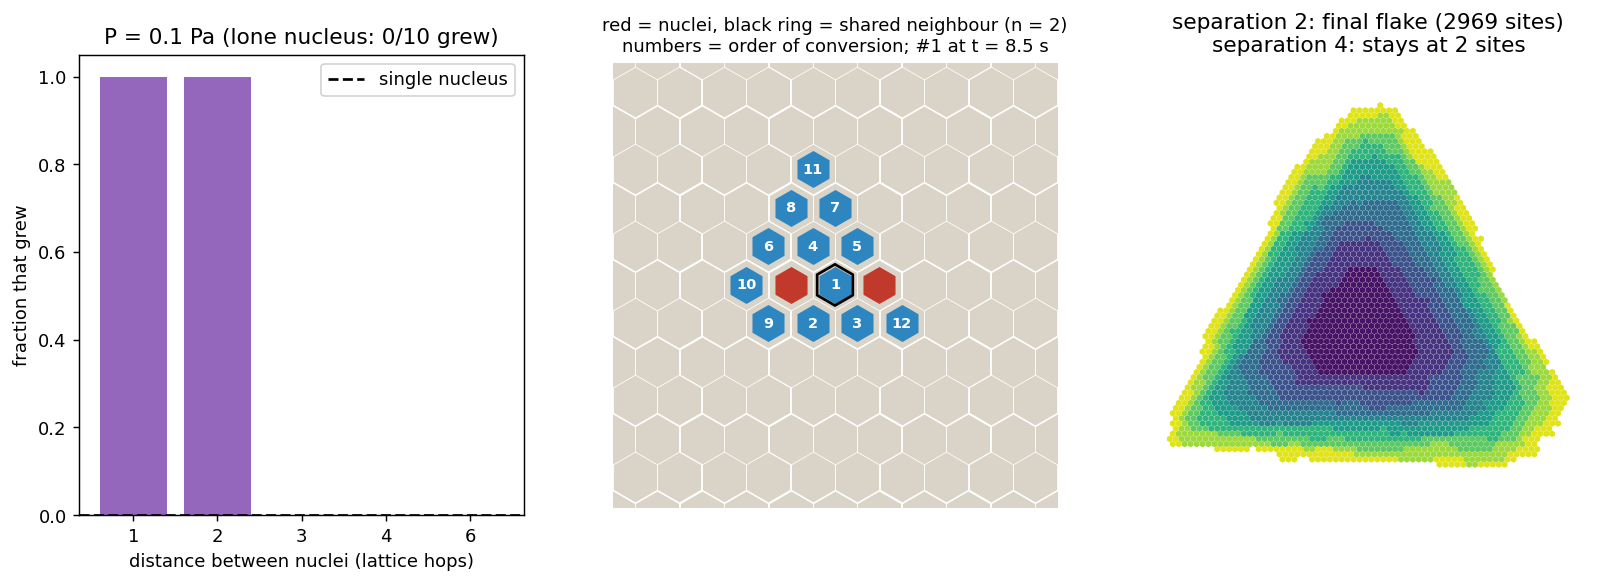 P = 0.1 Pa (lone nucleus: 0/10 grew)
single nucleus
fraction that grew
1.0
0.8
0.6
0.4
0.2
0.0
1 2 3 4 6
distance between nuclei (lattice hops)
red = nuclei, black ring = shared neighbour (n = 2)
numbers = order of conversion; #1 at t = 8.5 s
11
8 7
6 4 5
10 1
9 2 3 12
separation 2: final flake (2969 sites)
separation 4: stays at 2 sites